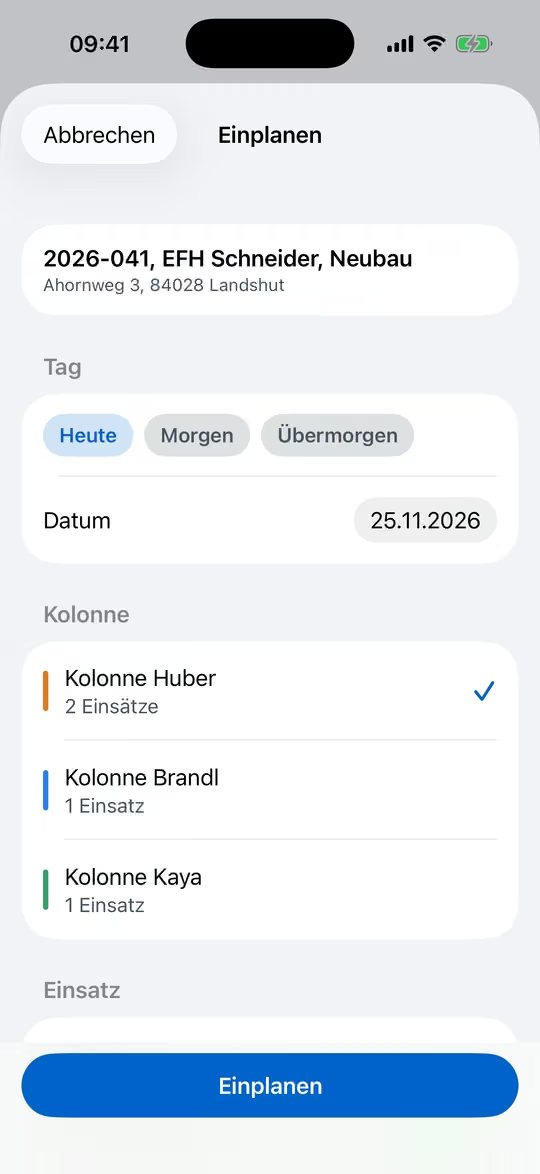 09:41
Abbrechen
Einplanen
2026-041, EFH Schneider, Neubau
Ahornweg 3, 84028 Landshut
Tag
Heute
Morgen
Übermorgen
Datum
25.11.2026
Kolonne
Kolonne Huber
2 Einsätze
Kolonne Brandl
1 Einsatz
Kolonne Kaya
1 Einsatz
Einsatz
Einplanen